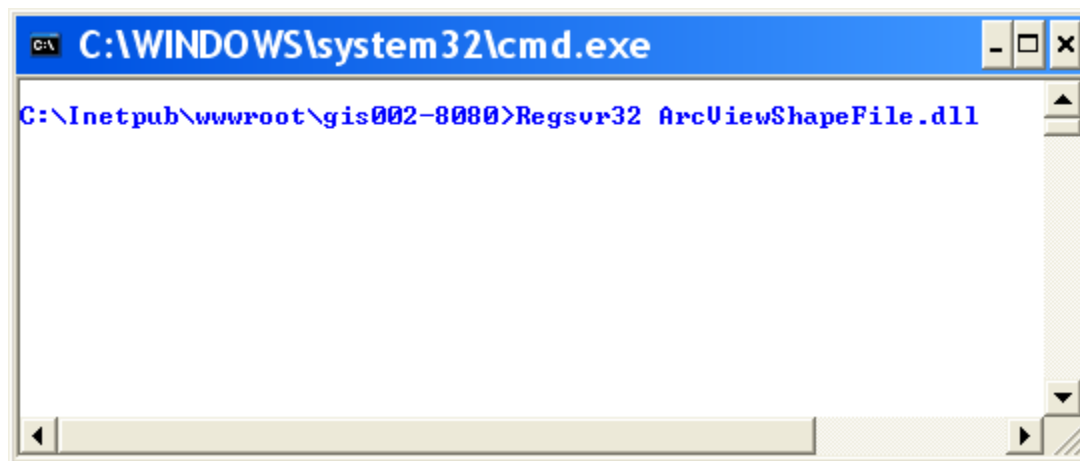 C:\WINDOWS\system32\cmd.exe
C:\Inetpub\wwwroot\gis002-8080>Regsvr32 ArcViewShapeFile.dll